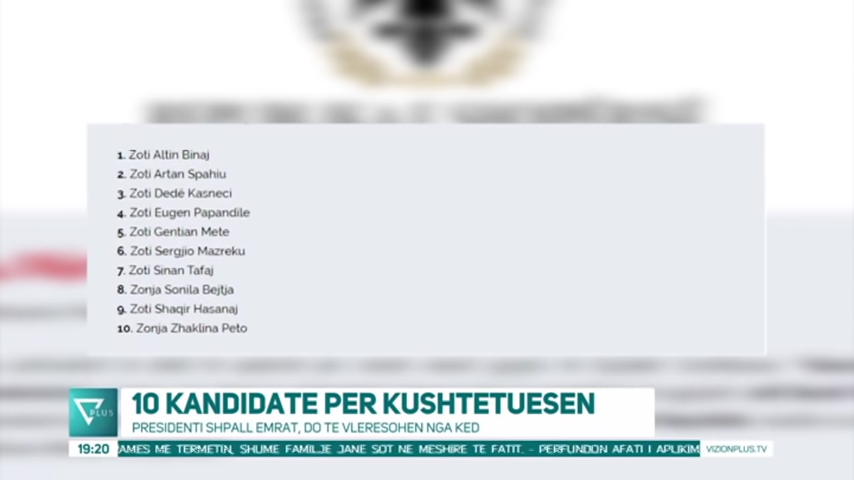 1. Zoti Altin Binaj
2. Zoti Artan Spahiu
3. Zoti Dedë Kasneci
4. Zoti Eugen Papandile
5. Zoti Gentian Mete
6. Zoti Sergjio Mazreku
7. Zoti Sinan Tafaj
8. Zonja Sonila Bejtja
9. Zoti Shaqir Hasanaj
10. Zonja Zhaklina Peto
PLUS
10 KANDIDATE PER KUSHTETUESEN
PRESIDENTI SHPALL EMRAT, DO TE VLERESOHEN NGA KED
19:20 AMES ME TERMETIN, SHUME FAMILJE JANE SOT NE MESHIRE TE FATIT. - PERFUNDON AFATI I APLIKIM VIZIONPLUS.TV